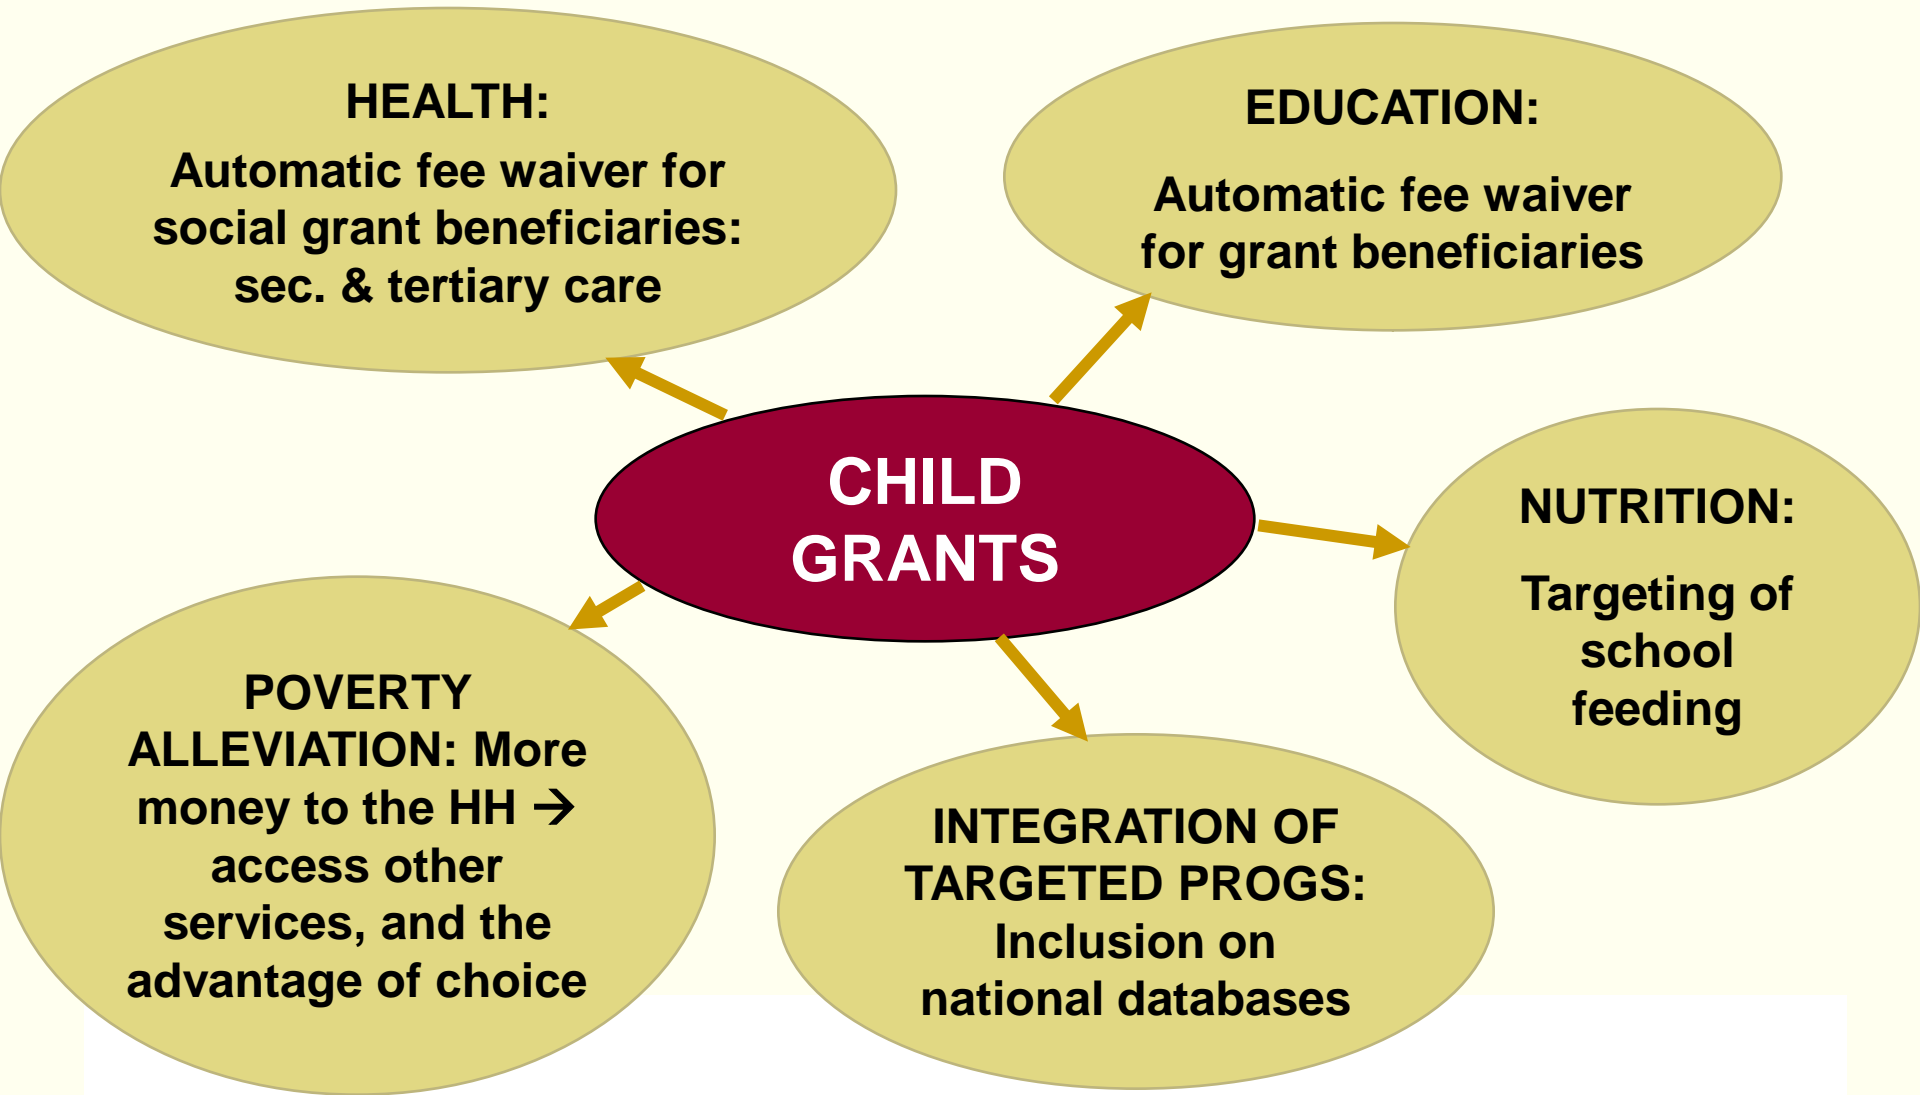 HEALTH:
Automatic fee waiver for
social grant beneficiaries:
sec. & tertiary care
EDUCATION:
Automatic fee waiver
for grant beneficiaries
CHILD
GRANTS
NUTRITION:
Targeting of
school
feeding
POVERTY
ALLEVIATION: More
money to the HH →
access other
services, and the
advantage of choice
INTEGRATION OF
TARGETED PROGS:
Inclusion on
national databases